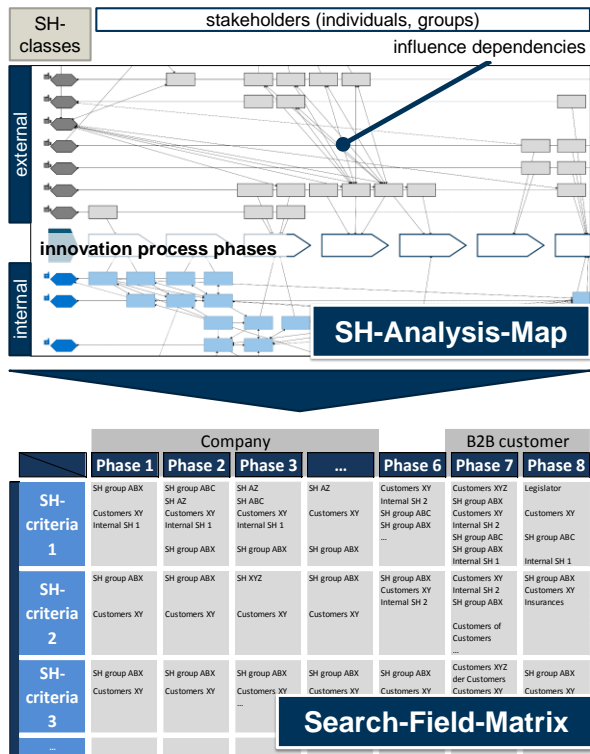 SH-
classes
stakeholders (individuals, groups)
influence dependencies
external
innovation process phases
internal
SH-Analysis-Map
Company
B2B customer
Phase 1
Phase 2
Phase 3
...
Phase 6
Phase 7
Phase 8
SH-
criteria
1
SH group ABX
Customers XY
Internal SH 1
SH group ABC
SH AZ
Customers XY
Internal SH 1
SH group ABX
SH AZ
SH ABC
Customers XY
Internal SH 1
SH group ABX
SH AZ
Customers XY
SH group ABX
Customers XY
Internal SH 2
SH group ABC
SH group ABX
...
Customers XYZ
SH group ABX
Customers XY
Internal SH 2
SH group ABC
SH group ABX
Internal SH 1
Legislator
Customers XY
SH group ABC
Internal SH 1
SH-
criteria
2
SH group ABX
Customers XY
SH group ABX
Customers XY
SH XYZ
Customers XY
SH group ABX
Customers XY
SH group ABX
Customers XY
Internal SH 2
Customers XY
Internal SH 2
SH group ABX
Customers of
Customers
...
SH group ABX
Customers XY
Insurances
SH-
criteria
3
SH group ABX
Customers XY
SH group ABX
Customers XY
SH group ABX
Customers XY
...
SH group ABX
Customers XY
SH group ABX
Customers XY
Customers XYZ
der Customers
Customers XY
SH group ABX
Customers XY
...
Search-Field-Matrix